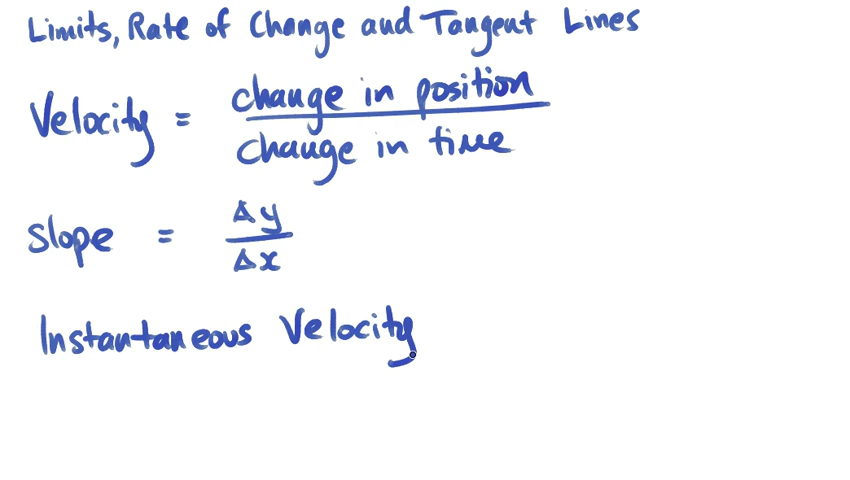 Limits, Rate of Change and Tangent Lines
Velocity = change in position / change in time
Slope = Δy / Δx
Instantaneous Velocity